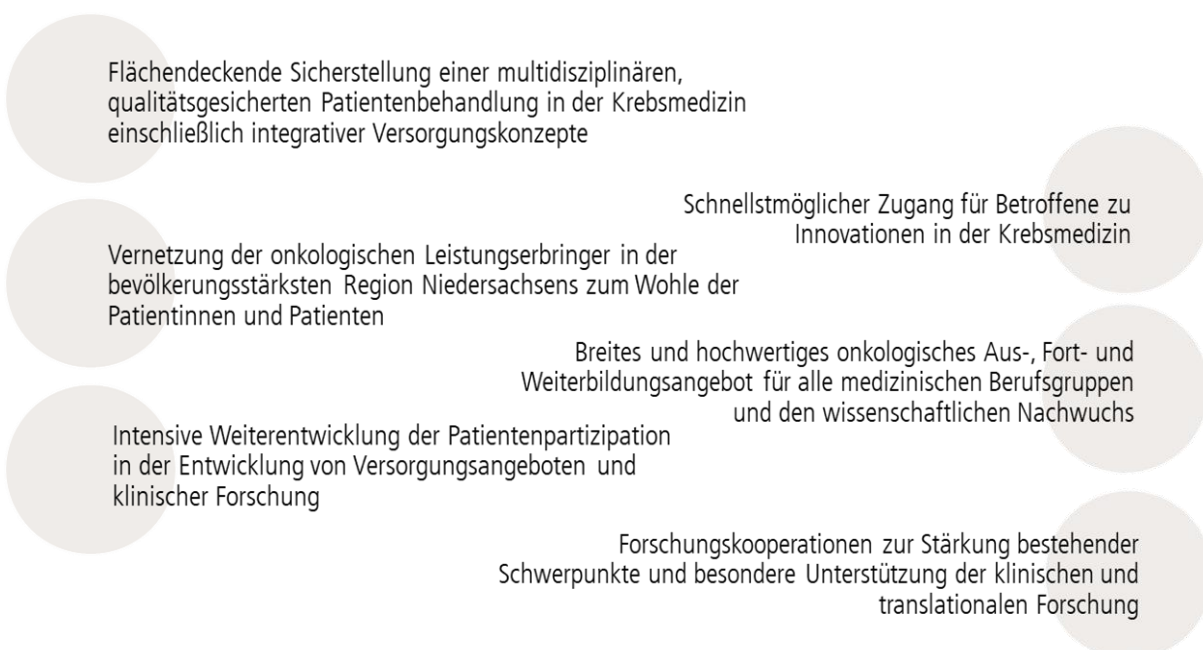 Flächendeckende Sicherstellung einer multidisziplinären,
qualitätsgesicherten Patientenbehandlung in der Krebsmedizin
einschließlich integrativer Versorgungskonzepte
Schnellstmöglicher Zugang für Betroffene zu
Innovationen in der Krebsmedizin
Vernetzung der onkologischen Leistungserbringer in der
bevölkerungsstärksten Region Niedersachsens zum Wohle der
Patientinnen und Patienten
Breites und hochwertiges onkologisches Aus-, Fort- und
Weiterbildungsangebot für alle medizinischen Berufsgruppen
und den wissenschaftlichen Nachwuchs
Intensive Weiterentwicklung der Patientenpartizipation
in der Entwicklung von Versorgungsangeboten und
klinischer Forschung
Forschungskooperationen zur Stärkung bestehender
Schwerpunkte und besondere Unterstützung der klinischen und
translationalen Forschung